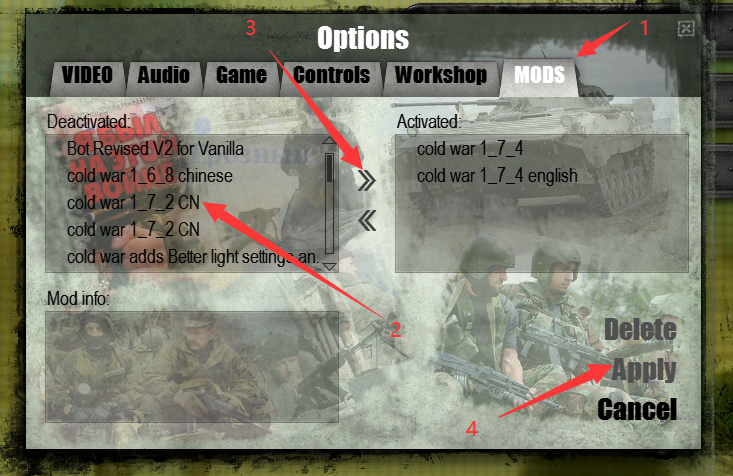 3
1
Options
VIDEO Audio Game Controls Workshop MODS
Deactivated:
Bot Revised V2 for Vanilla
cold war 1_6_8 chinese
cold war 1_7_2 CN
cold war 1_7_2 CN
cold war adds Better light settings an.
Activated:
cold war 1_7_4
cold war 1_7_4 english
2
Mod info:
Delete
Apply
Cancel
4